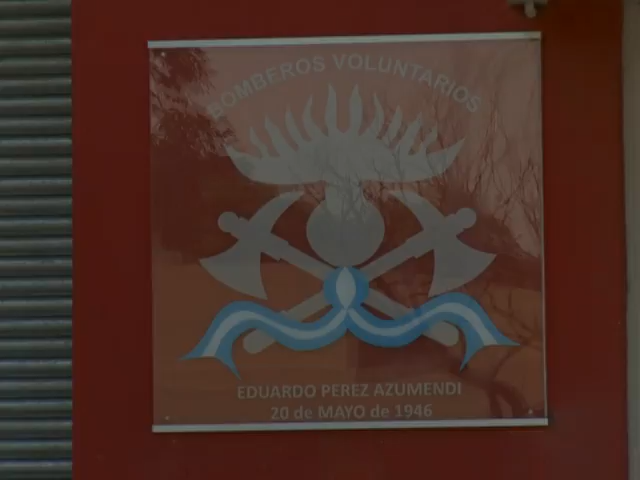 BOMBEROS VOLUNTARIOS
EDUARDO PEREZ AZUMENDI
20 de MAYO de 1946